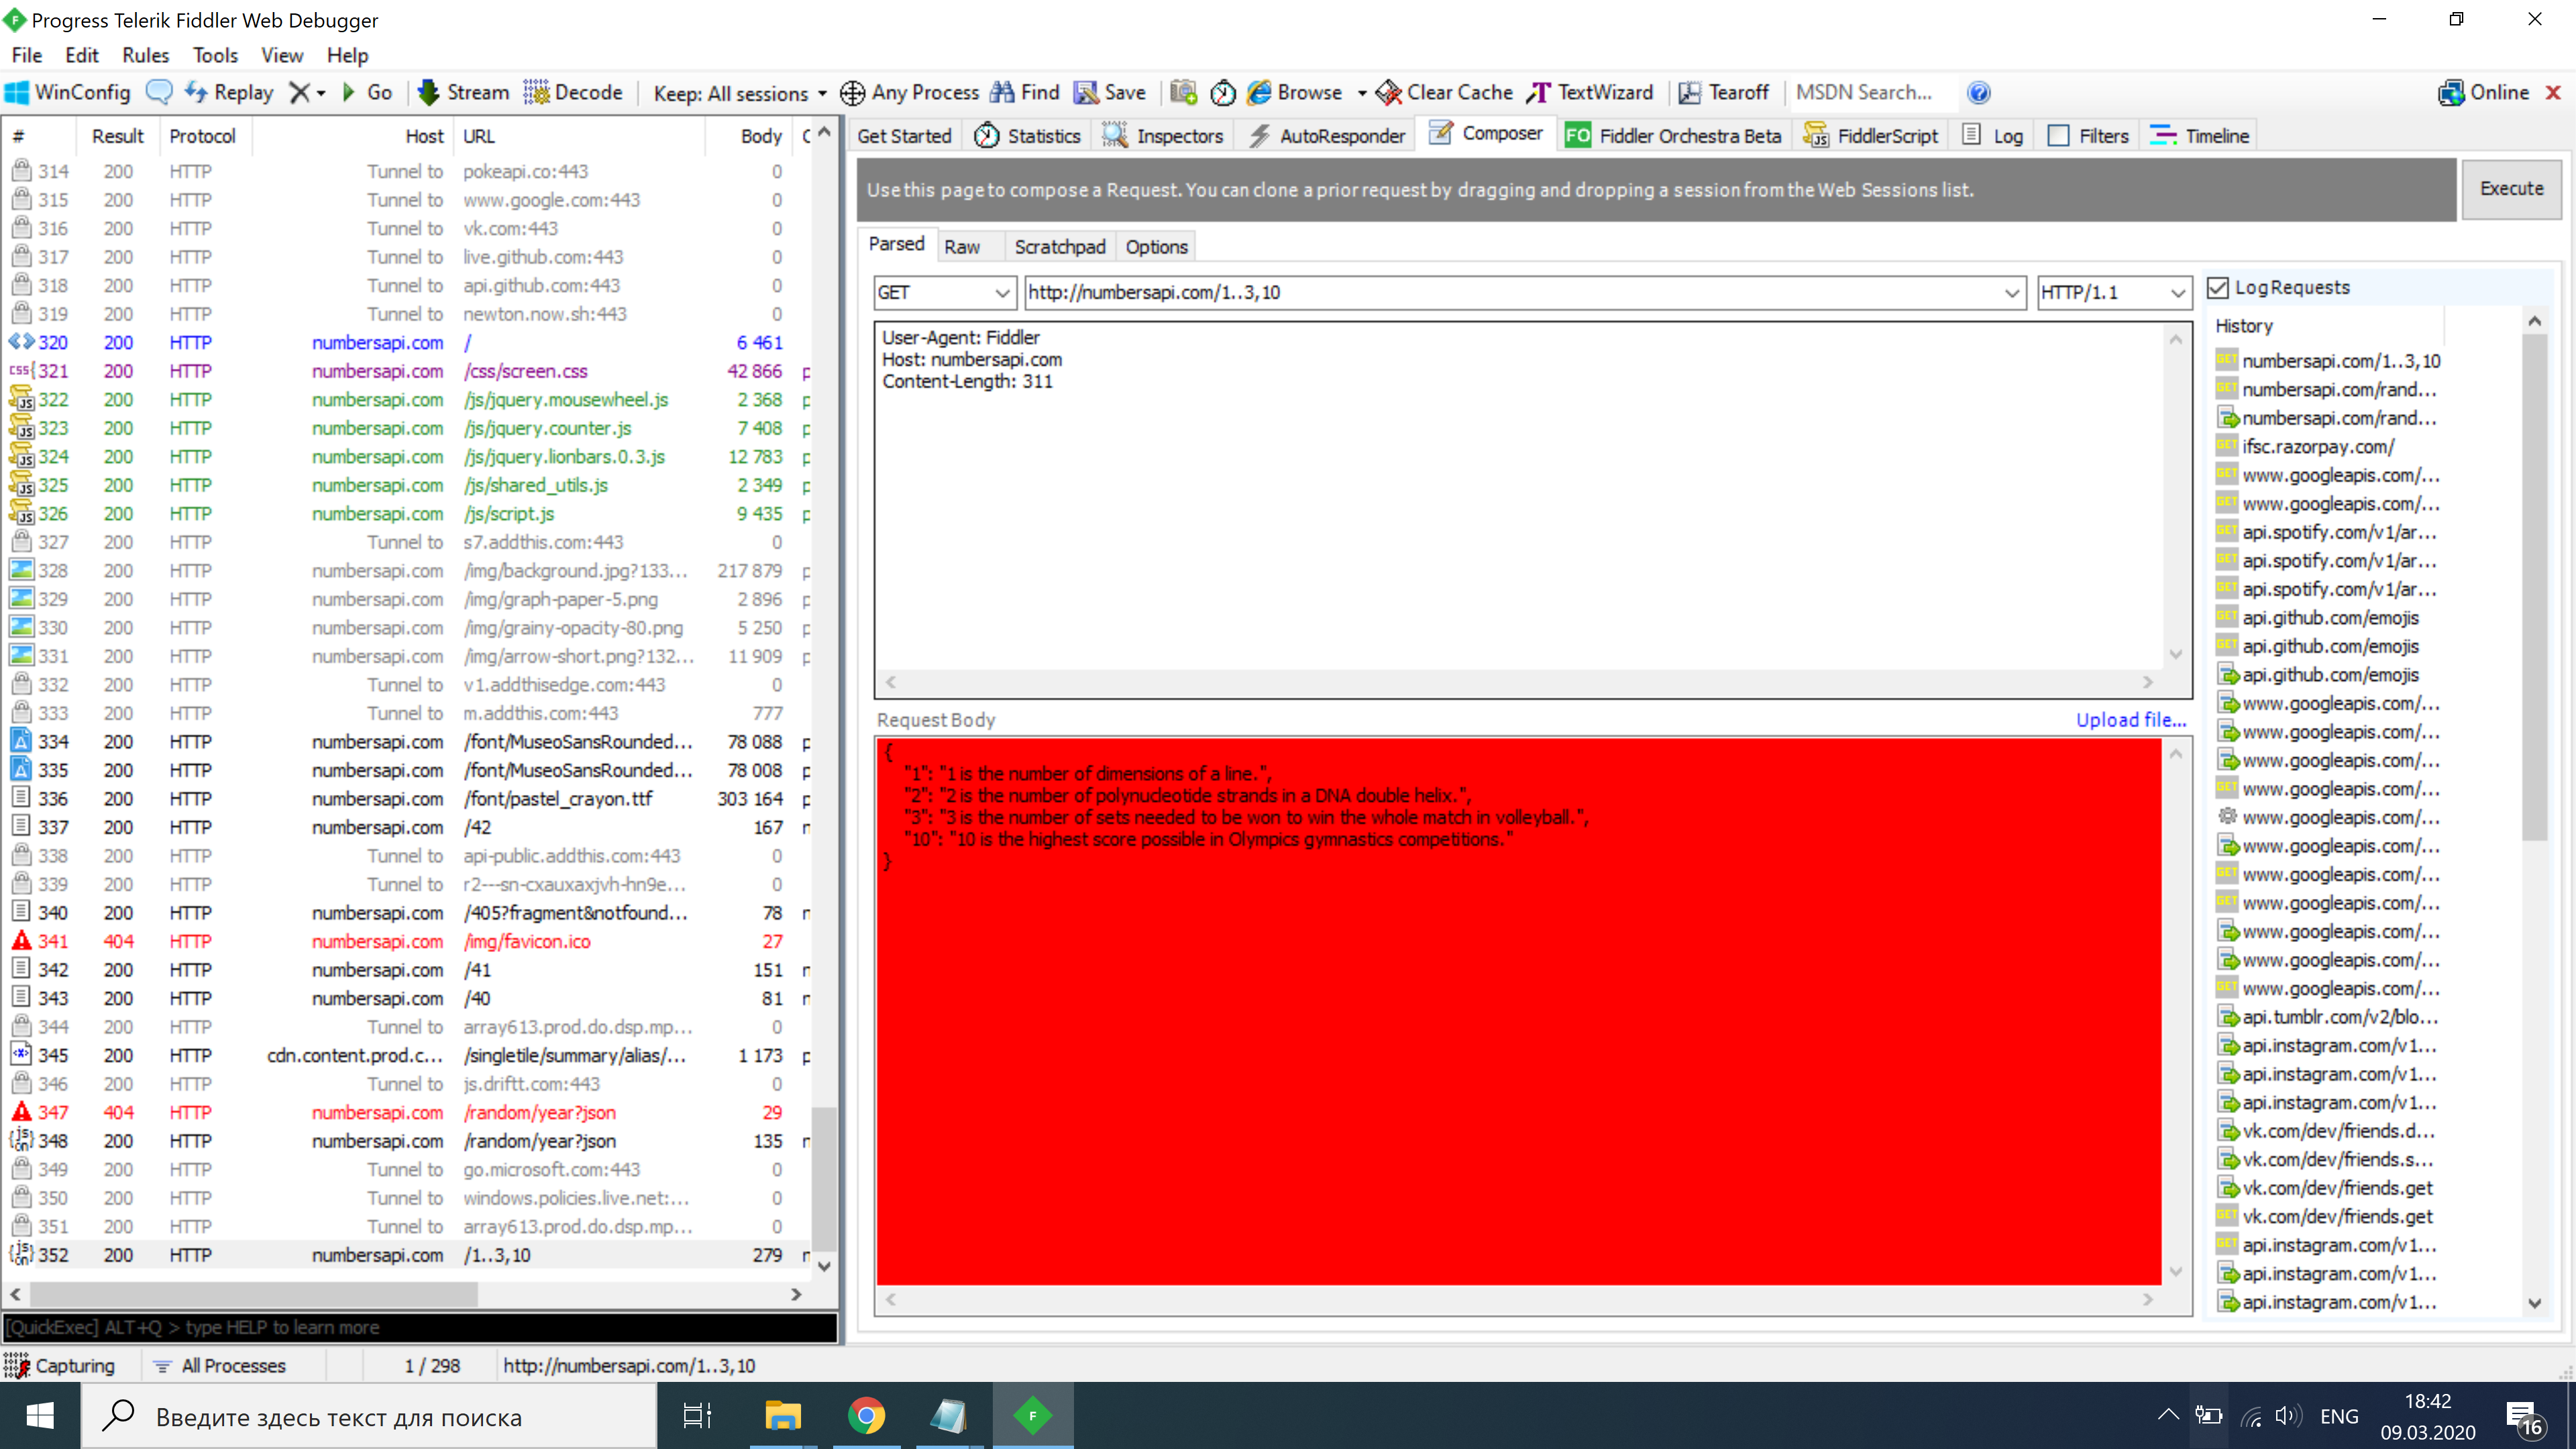 Progress Telerik Fiddler Web Debugger
File Edit Rules Tools View Help
WinConfig Replay Go Stream Decode Keep: All sessions Any Process Find Save Browse Clear Cache TextWizard Tearoff MSDN Search... Online
# Result Protocol Host URL Body
314 200 HTTP Tunnel to pokeapi.co:443 0
315 200 HTTP Tunnel to www.google.com:443 0
316 200 HTTP Tunnel to vk.com:443 0
317 200 HTTP Tunnel to live.github.com:443 0
318 200 HTTP Tunnel to api.github.com:443 0
319 200 HTTP Tunnel to newton.now.sh:443 0
320 200 HTTP numbersapi.com / 6 461
321 200 HTTP numbersapi.com /css/screen.css 42 866
322 200 HTTP numbersapi.com /js/jquery.mousewheel.js 2 368
323 200 HTTP numbersapi.com /js/jquery.counter.js 7 408
324 200 HTTP numbersapi.com /js/jquery.lionbars.0.3.js 12 783
325 200 HTTP numbersapi.com /js/shared_utils.js 2 349
326 200 HTTP numbersapi.com /js/script.js 9 435
327 200 HTTP Tunnel to s7.addthis.com:443 0
328 200 HTTP numbersapi.com /img/background.jpg?133... 217 879
329 200 HTTP numbersapi.com /img/graph-paper-5.png 2 896
330 200 HTTP numbersapi.com /img/grainy-opacity-80.png 5 250
331 200 HTTP numbersapi.com /img/arrow-short.png?132... 11 909
332 200 HTTP Tunnel to v1.addthisedge.com:443 0
333 200 HTTP Tunnel to m.addthis.com:443 777
334 200 HTTP numbersapi.com /font/MuseoSansRounded... 78 088
335 200 HTTP numbersapi.com /font/MuseoSansRounded... 78 008
336 200 HTTP numbersapi.com /font/pastel_crayon.ttf 303 164
337 200 HTTP numbersapi.com /42 167
338 200 HTTP Tunnel to api-public.addthis.com:443 0
339 200 HTTP Tunnel to r2---sn-cxauxaxjvh-hn9e... 0
340 200 HTTP numbersapi.com /405?fragment&notfound... 78
341 404 HTTP numbersapi.com /img/favicon.ico 27
342 200 HTTP numbersapi.com /41 151
343 200 HTTP numbersapi.com /40 81
344 200 HTTP Tunnel to array613.prod.do.dsp.mp... 0
345 200 HTTP cdn.content.prod.c... /singletile/summary/alias/... 1 173
346 200 HTTP Tunnel to js.driftt.com:443 0
347 404 HTTP numbersapi.com /random/year?json 29
348 200 HTTP numbersapi.com /random/year?json 135
349 200 HTTP Tunnel to go.microsoft.com:443 0
350 200 HTTP Tunnel to windows.policies.live.net:... 0
351 200 HTTP Tunnel to array613.prod.do.dsp.mp... 0
352 200 HTTP numbersapi.com /1..3,10 279
[QuickExec] ALT+Q > type HELP to learn more
Capturing All Processes 1 / 298 http://numbersapi.com/1..3,10
Get Started Statistics Inspectors AutoResponder Composer FO Fiddler Orchestra Beta FiddlerScript Log Filters Timeline
Use this page to compose a Request. You can clone a prior request by dragging and dropping a session from the Web Sessions list.
Execute
Parsed Raw Scratchpad Options
GET http://numbersapi.com/1..3,10 HTTP/1.1
User-Agent: Fiddler
Host: numbersapi.com
Content-Length: 311
Request Body Upload file...
{
"1": "1 is the number of dimensions of a line.",
"2": "2 is the number of polynucleotide strands in a DNA double helix.",
"3": "3 is the number of sets needed to be won to win the whole match in volleyball.",
"10": "10 is the highest score possible in Olympics gymnastics competitions."
}
Log Requests
History
numbersapi.com/1..3,10
numbersapi.com/rand...
numbersapi.com/rand...
ifsc.razorpay.com/
www.googleapis.com/...
www.googleapis.com/...
api.spotify.com/v1/ar...
api.spotify.com/v1/ar...
api.spotify.com/v1/ar...
api.github.com/emojis
api.github.com/emojis
api.github.com/emojis
www.googleapis.com/...
www.googleapis.com/...
www.googleapis.com/...
www.googleapis.com/...
www.googleapis.com/...
www.googleapis.com/...
www.googleapis.com/...
www.googleapis.com/...
www.googleapis.com/...
www.googleapis.com/...
www.googleapis.com/...
api.tumblr.com/v2/blo...
api.instagram.com/v1...
api.instagram.com/v1...
api.instagram.com/v1...
vk.com/dev/friends.d...
vk.com/dev/friends.s...
vk.com/dev/friends.get
vk.com/dev/friends.get
api.instagram.com/v1...
api.instagram.com/v1...
api.instagram.com/v1...
Введите здесь текст для поиска
ENG
18:42
09.03.2020
16